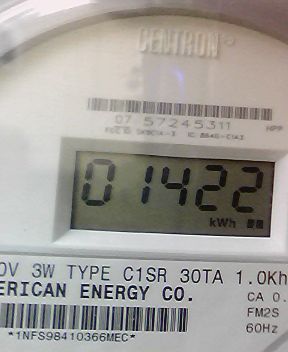 CENTRON®
07 57245311
01422
kWh
0V 3W TYPE C1SR 30TA 1.0Kh
ERICAN ENERGY CO.
CA 0.
FM2S
60Hz
*1NFS98410366MEC*